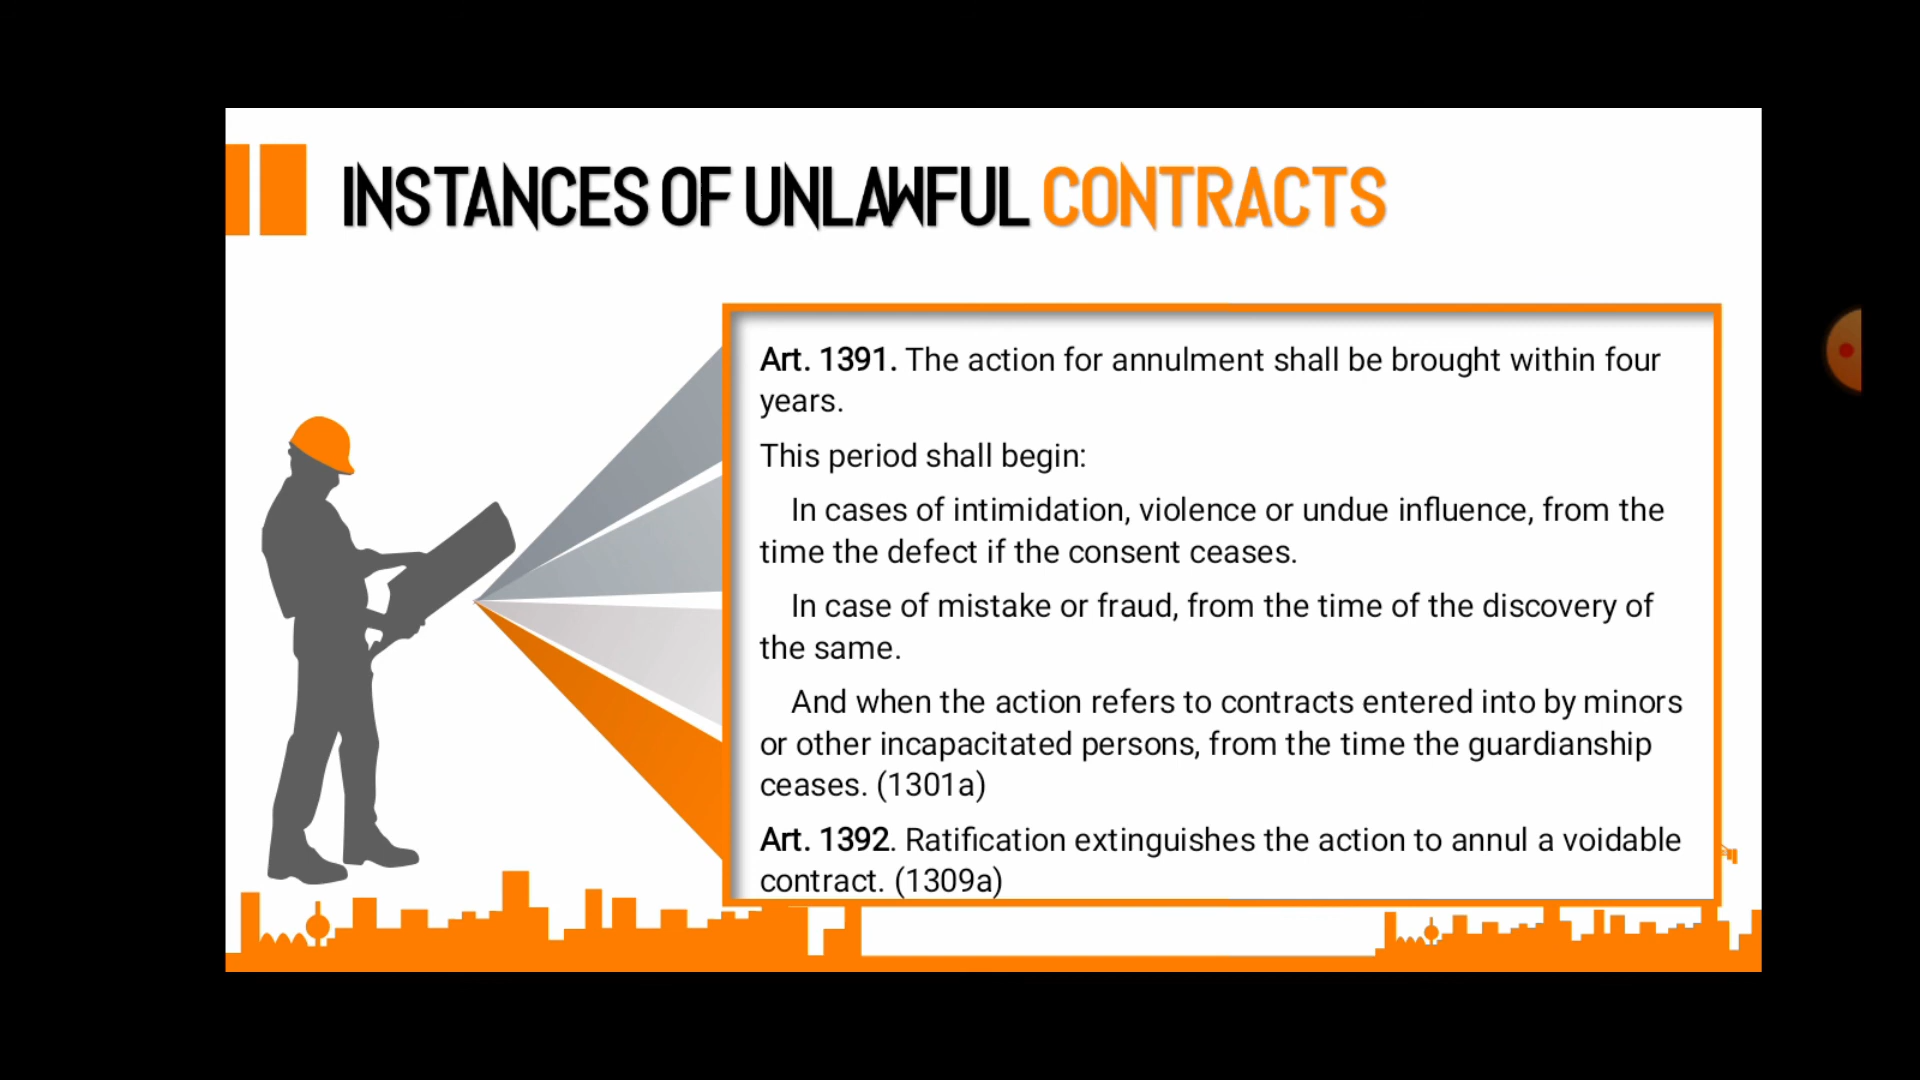 INSTANCES OF UNLAWFUL CONTRACTS
Art. 1391. The action for annulment shall be brought within four
years.
This period shall begin:
In cases of intimidation, violence or undue influence, from the
time the defect if the consent ceases.
In case of mistake or fraud, from the time of the discovery of
the same.
And when the action refers to contracts entered into by minors
or other incapacitated persons, from the time the guardianship
ceases. (1301a)
Art. 1392. Ratification extinguishes the action to annul a voidable
contract. (1309a)